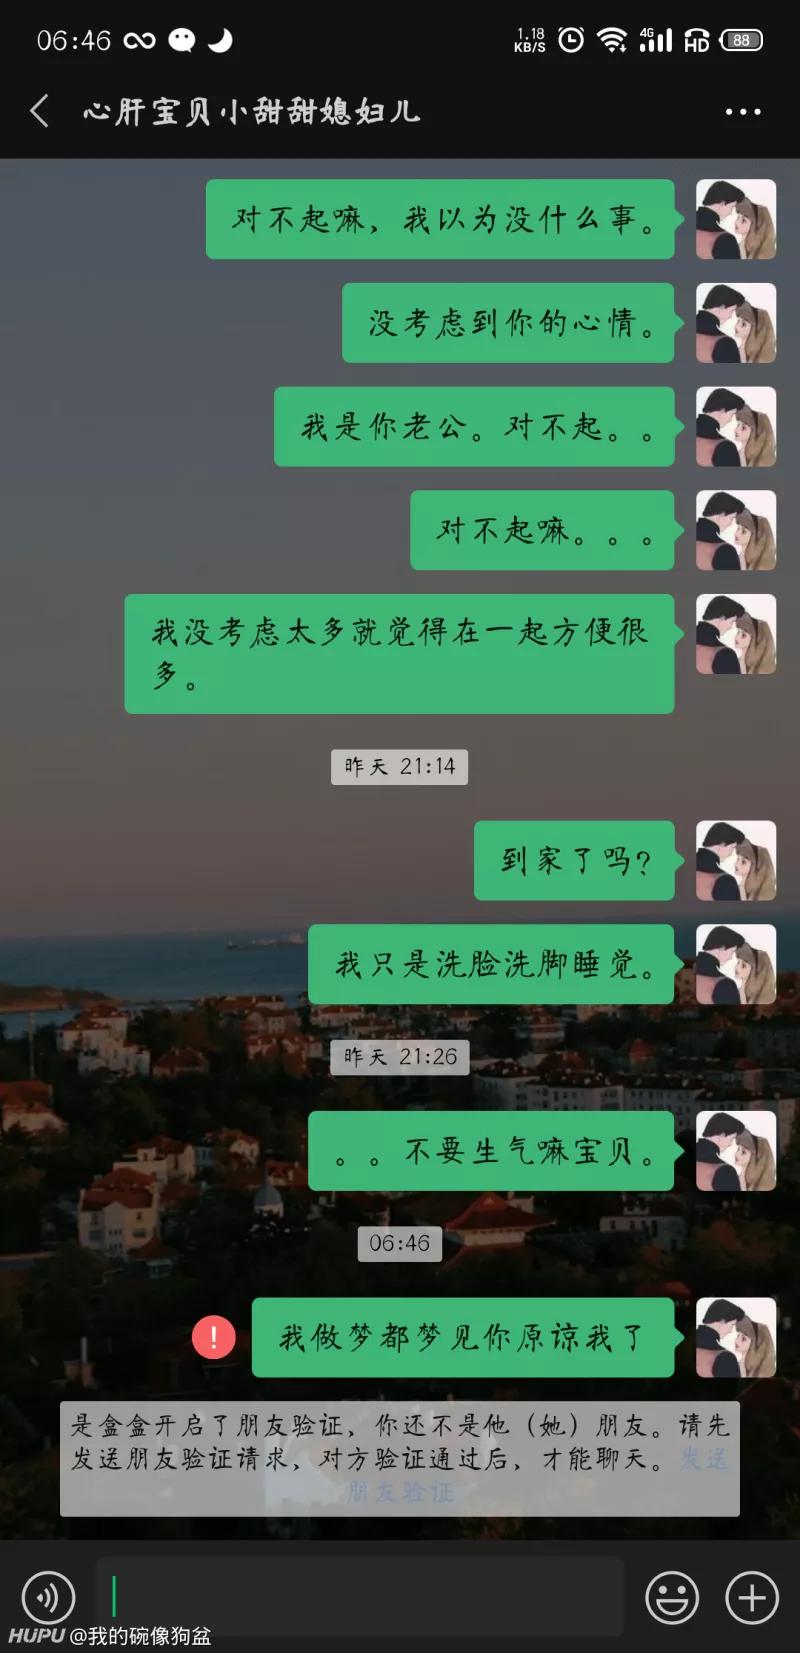 06:46
1.18
KB/S
4G
HD
88
心肝宝贝小甜甜媳妇儿
对不起嘛，我以为没什么事。
没考虑到你的心情。
我是你老公。对不起。。
对不起嘛。。。
我没考虑太多就觉得在一起方便很
多。
昨天 21:14
到家了吗?
我只是洗脸洗脚睡觉。
昨天 21:26
。。不要生气嘛宝贝。
06:46
!
我做梦都梦见你原谅我了
是盒盒开启了朋友验证，你还不是他（她）朋友。请先
发送朋友验证请求，对方验证通过后，才能聊天。发送
朋友验证
HUPU @我的碗像狗盆